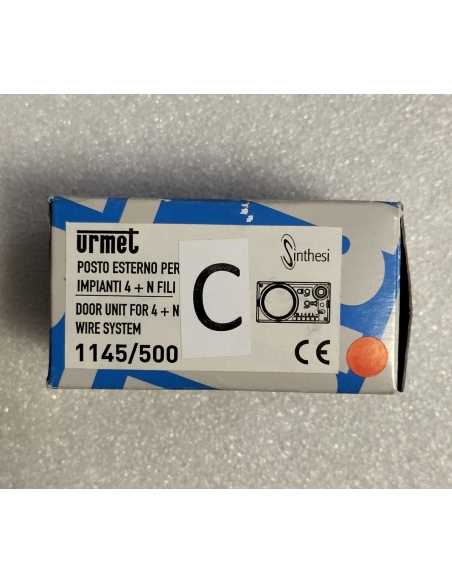 urmet
Sinthesi
POSTO ESTERNO PER
IMPIANTI 4 + N FILI
DOOR UNIT FOR 4 + N
WIRE SYSTEM
1145/500
C
CE